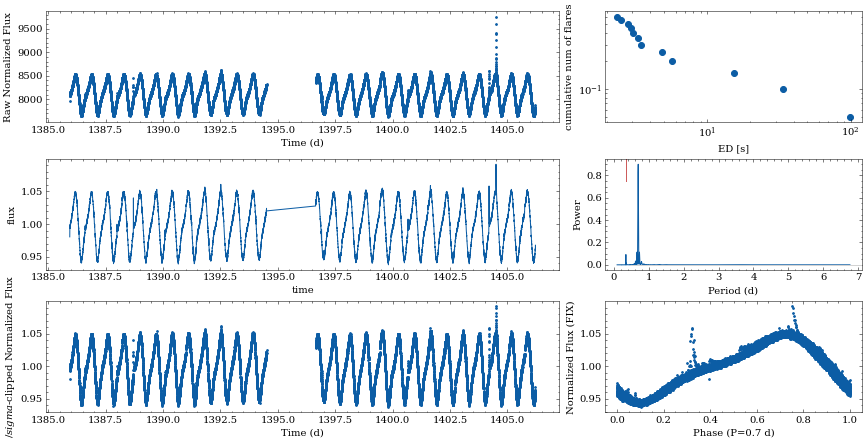 Raw Normalized Flux
9500
9000
8500
8000
1385.0 1387.5 1390.0 1392.5 1395.0 1397.5 1400.0 1402.5 1405.0
Time (d)
cumulative num of flares
10⁻¹
10¹ 10²
ED [s]
flux
1.05
1.00
0.95
1385.0 1387.5 1390.0 1392.5 1395.0 1397.5 1400.0 1402.5 1405.0
time
Power
0.8
0.6
0.4
0.2
0.0
0 1 2 3 4 5 6 7
Period (d)
/sigma-clipped Normalized Flux
1.05
1.00
0.95
1385.0 1387.5 1390.0 1392.5 1395.0 1397.5 1400.0 1402.5 1405.0
Time (d)
Normalized Flux (FIX)
1.05
1.00
0.95
0.0 0.2 0.4 0.6 0.8 1.0
Phase (P=0.7 d)